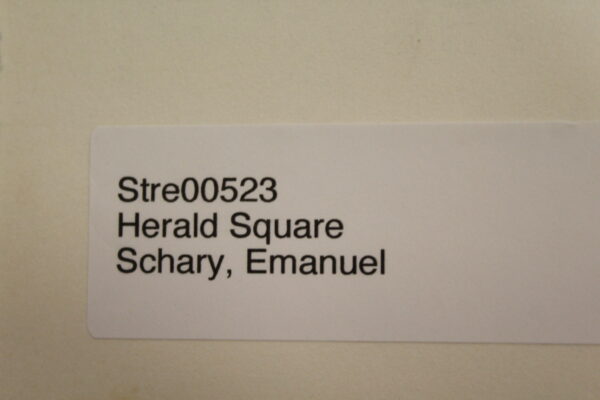 Stre00523
Herald Square
Schary, Emanuel